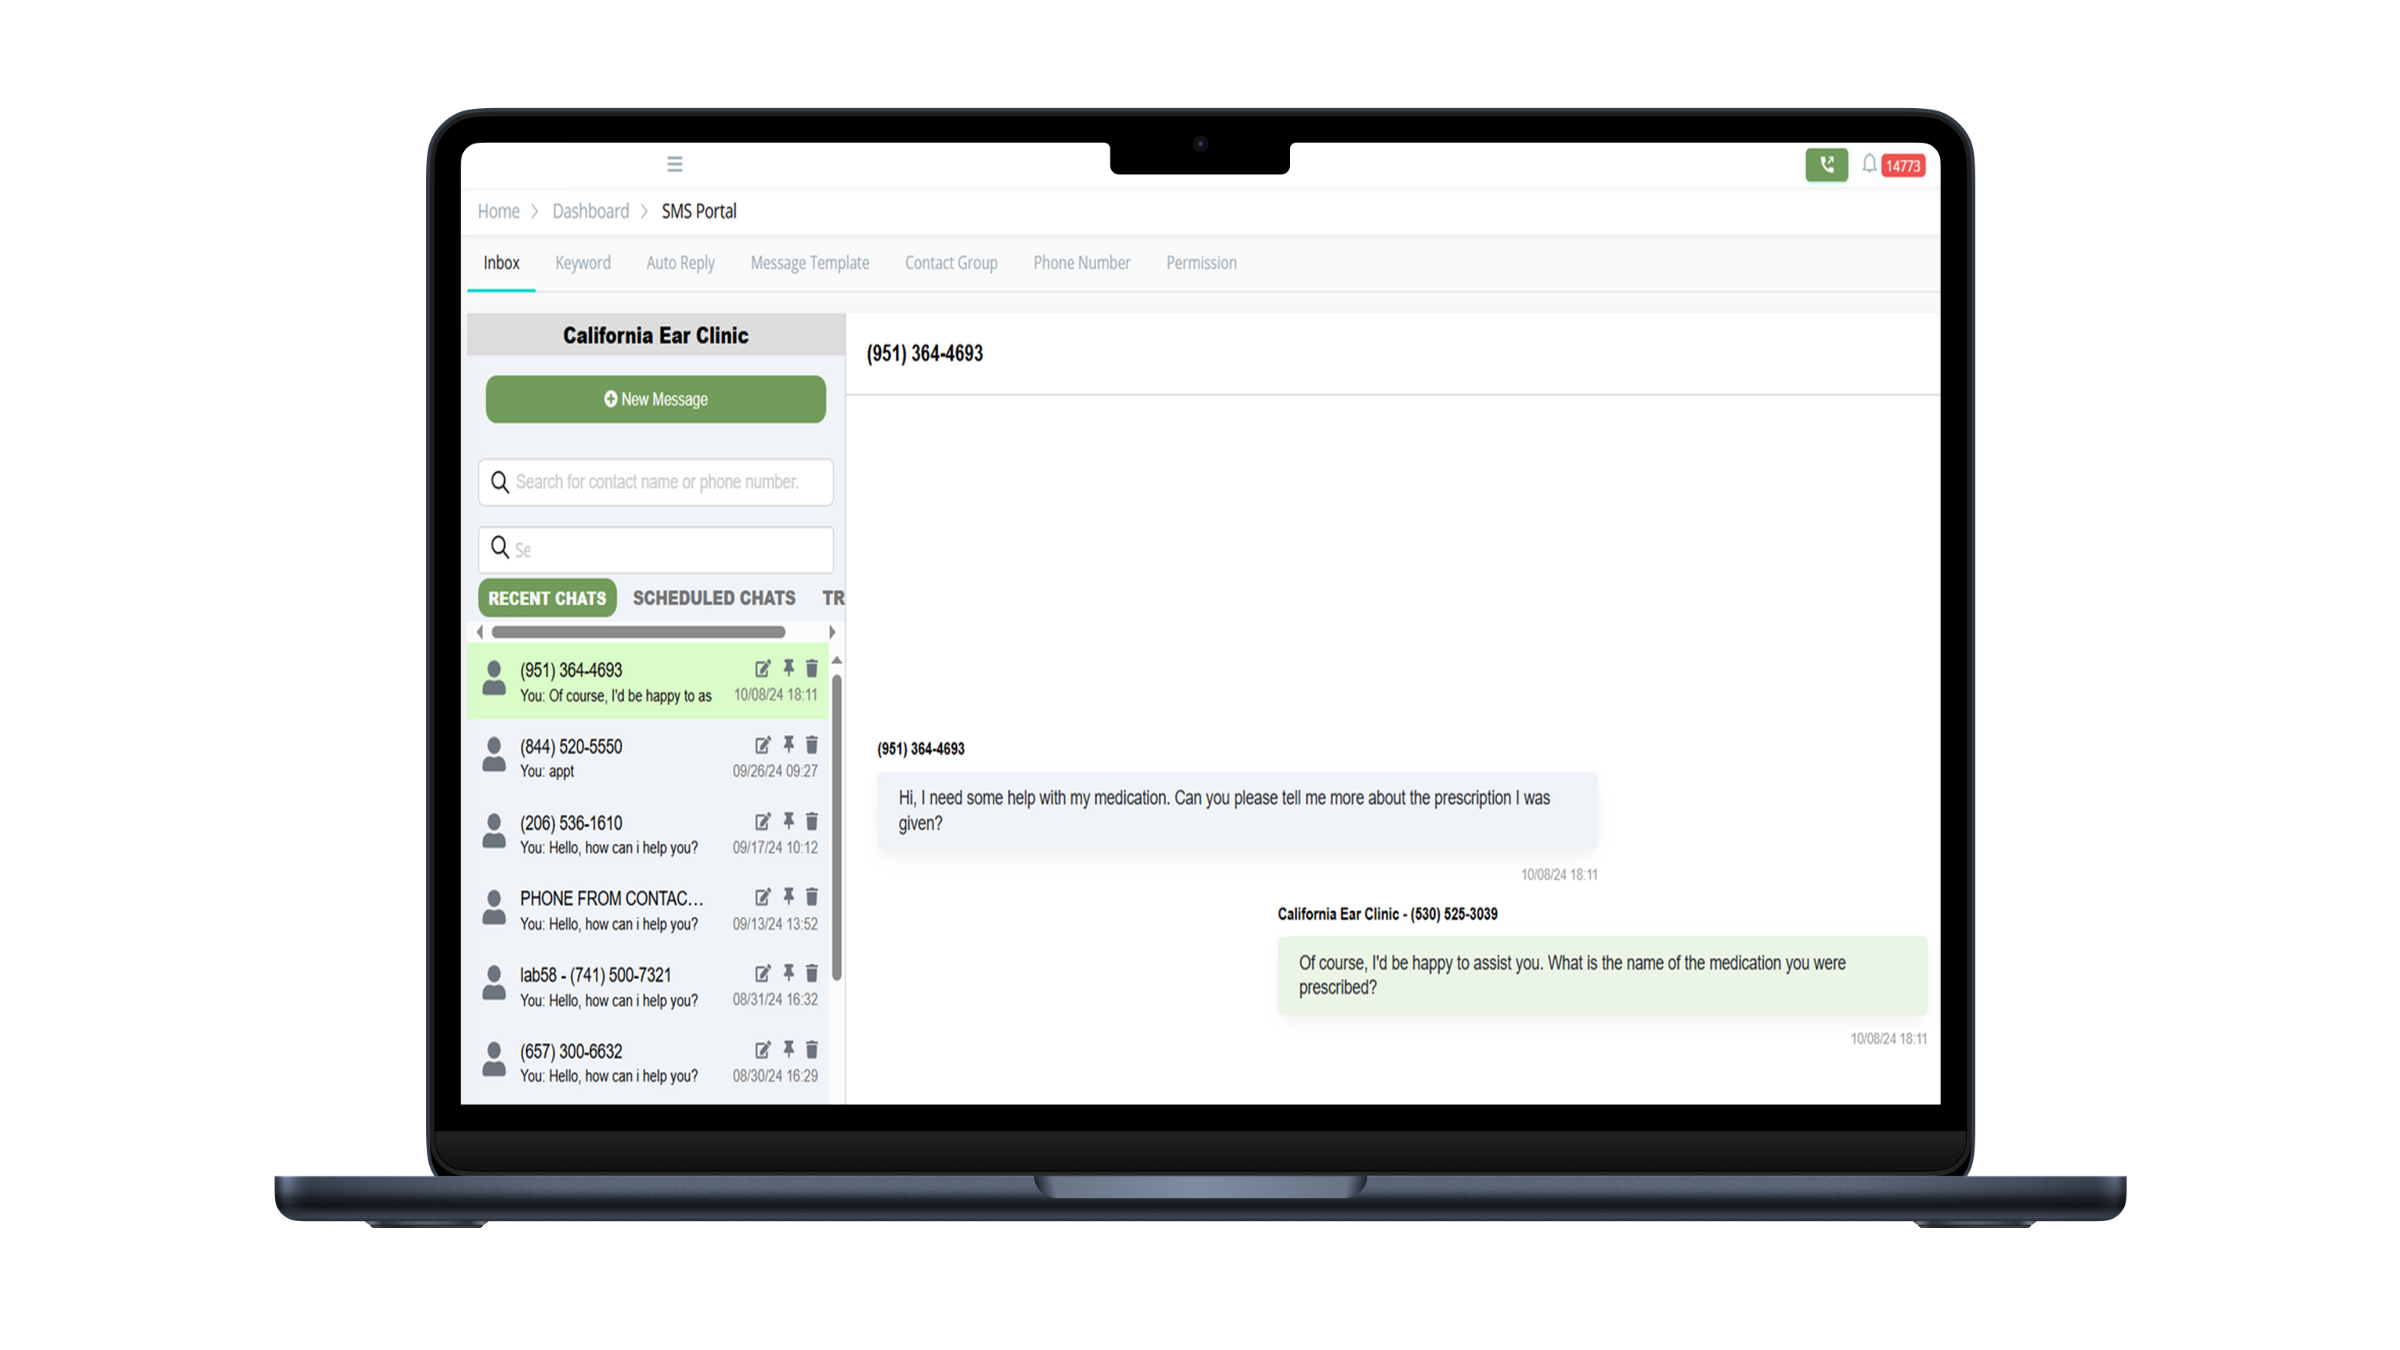 14773
Home > Dashboard > SMS Portal
Inbox Keyword Auto Reply Message Template Contact Group Phone Number Permission
California Ear Clinic
New Message
Search for contact name or phone number.
Se
RECENT CHATS SCHEDULED CHATS TR
(951) 364-4693
You: Of course, I'd be happy to as 10/08/24 18:11
(844) 520-5550
You: appt 09/26/24 09:27
(206) 536-1610
You: Hello, how can i help you? 09/17/24 10:12
PHONE FROM CONTAC...
You: Hello, how can i help you? 09/13/24 13:52
lab58 - (741) 500-7321
You: Hello, how can i help you? 08/31/24 16:32
(657) 300-6632
You: Hello, how can i help you? 08/30/24 16:29
(951) 364-4693
(951) 364-4693
Hi, I need some help with my medication. Can you please tell me more about the prescription I was
given?
10/08/24 18:11
California Ear Clinic - (530) 525-3039
Of course, I'd be happy to assist you. What is the name of the medication you were
prescribed?
10/08/24 18:11